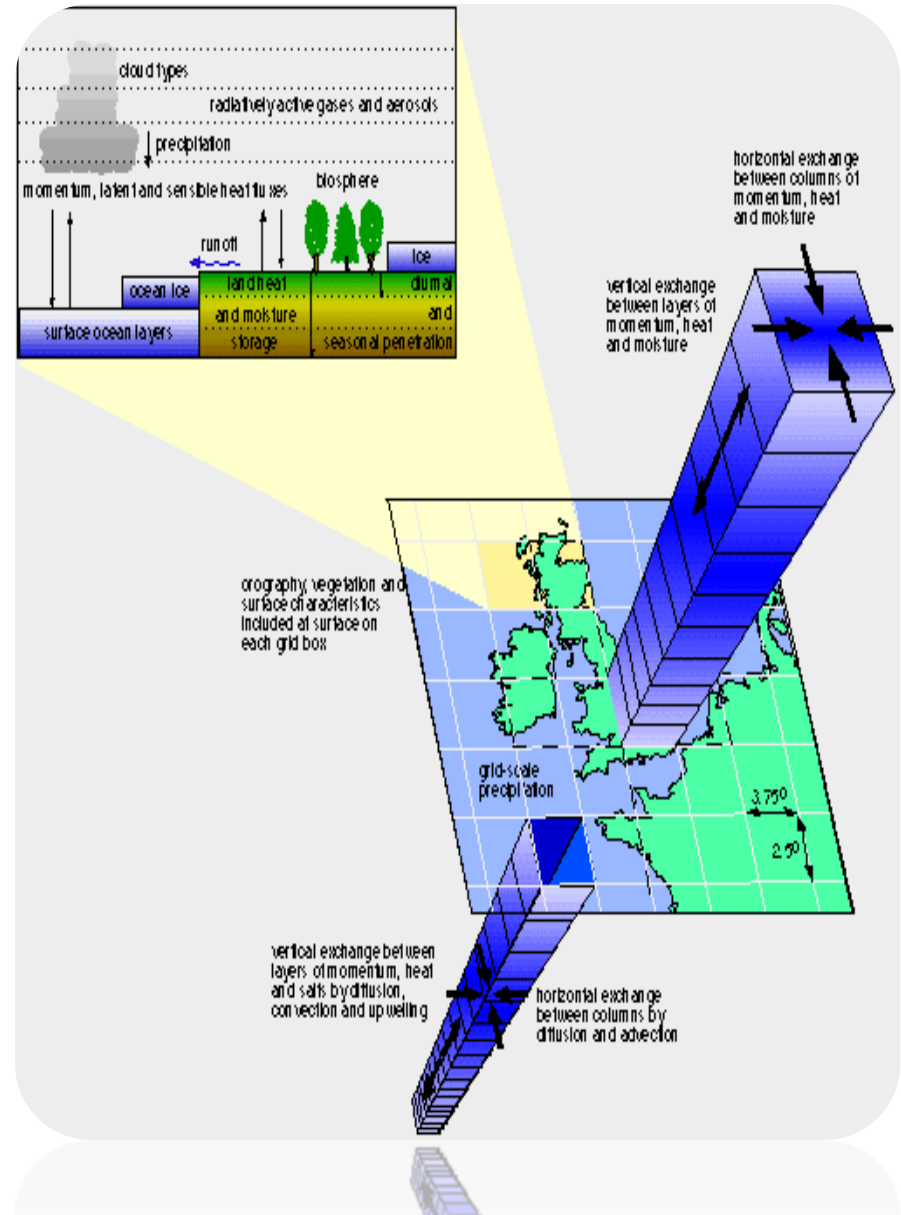 cloud types
radiatively active gases and aerosols
precipitation
momentum, latent and sensible heat fluxes
biosphere
run off
ice
ocean ice
land heat
diurnal
and moisture
and
surface ocean layers
storage
seasonal penetration
horizontal exchange
between columns of
momentum, heat
and moisture
vertical exchange
between layers of
momentum, heat
and moisture
orography, vegetation and
surface characteristics
included at surface on
each grid box
grid-scale
precipitation
3.75°
2.5°
vertical exchange between
layers of momentum, heat
and salts by diffusion,
convection and upwelling
horizontal exchange
between columns by
diffusion and advection